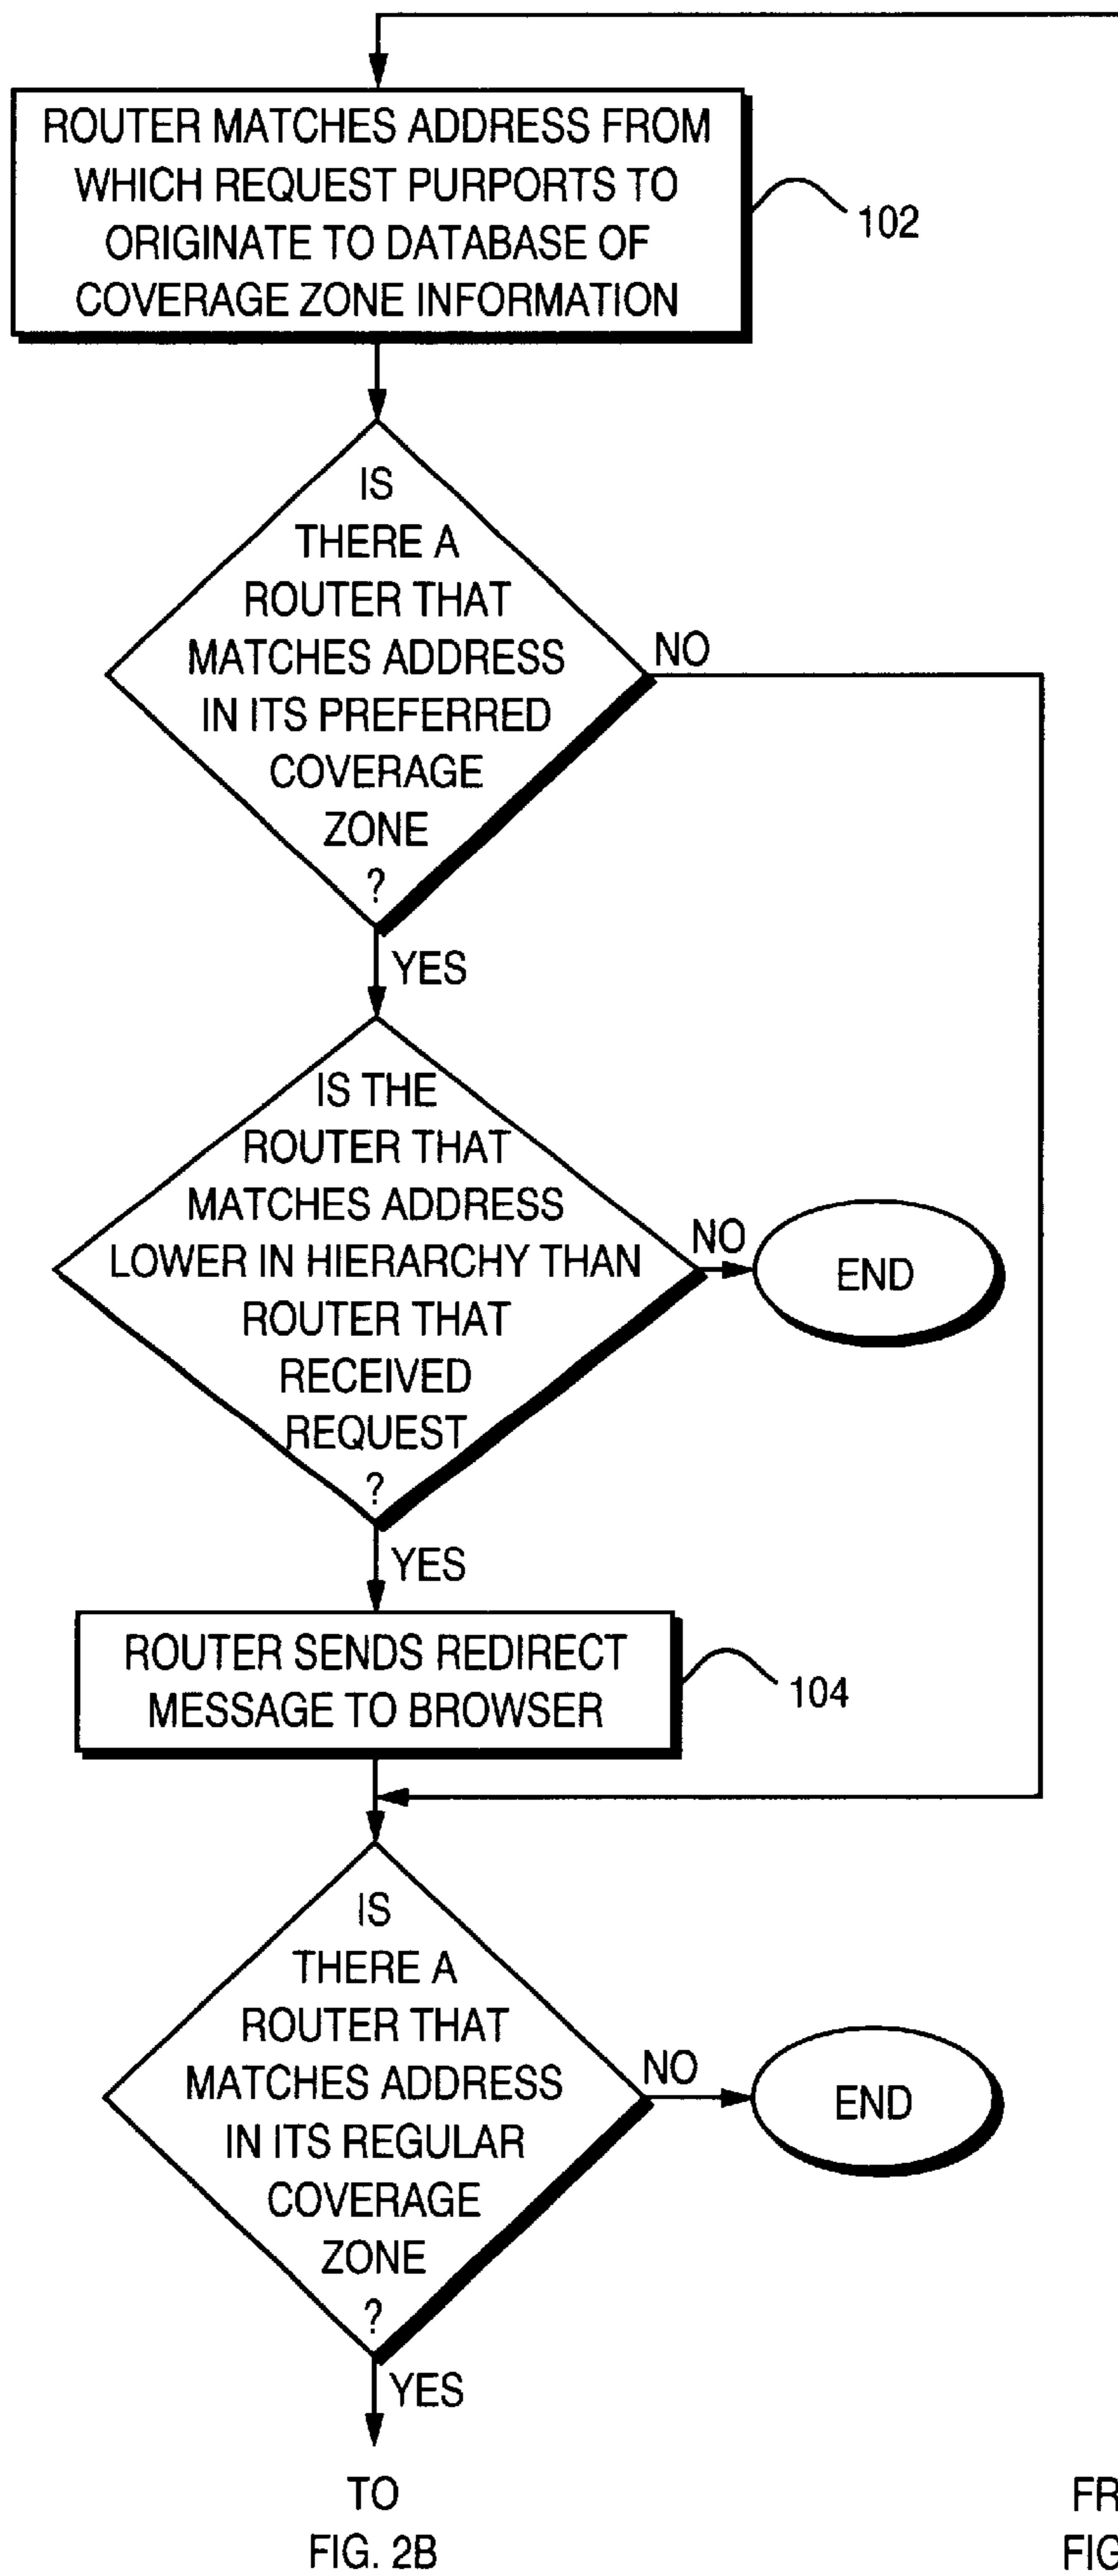 ROUTER MATCHES ADDRESS FROM
WHICH REQUEST PURPORTS TO
ORIGINATE TO DATABASE OF
COVERAGE ZONE INFORMATION
102
IS
THERE A
ROUTER THAT
MATCHES ADDRESS
IN ITS PREFERRED
COVERAGE
ZONE
?
NO
YES
IS THE
ROUTER THAT
MATCHES ADDRESS
LOWER IN HIERARCHY THAN
ROUTER THAT
RECEIVED
REQUEST
?
NO
END
YES
ROUTER SENDS REDIRECT
MESSAGE TO BROWSER
104
IS
THERE A
ROUTER THAT
MATCHES ADDRESS
IN ITS REGULAR
COVERAGE
ZONE
?
NO
END
YES
TO
FIG. 2B